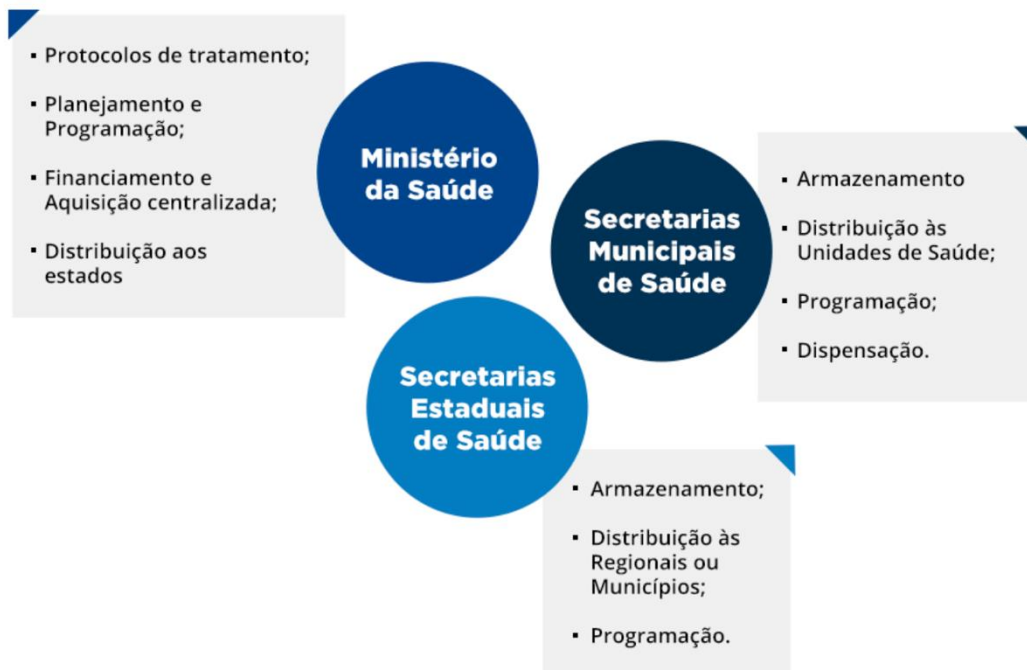 ▪ Protocolos de tratamento;
▪ Planejamento e
Programação;
▪ Financiamento e
Aquisição centralizada;
▪ Distribuição aos
estados
Ministério
da Saúde
Secretarias
Municipais
de Saúde
▪ Armazenamento
▪ Distribuição às
Unidades de Saúde;
▪ Programação;
▪ Dispensação.
Secretarias
Estaduais
de Saúde
▪ Armazenamento;
▪ Distribuição às
Regionais ou
Municípios;
▪ Programação.